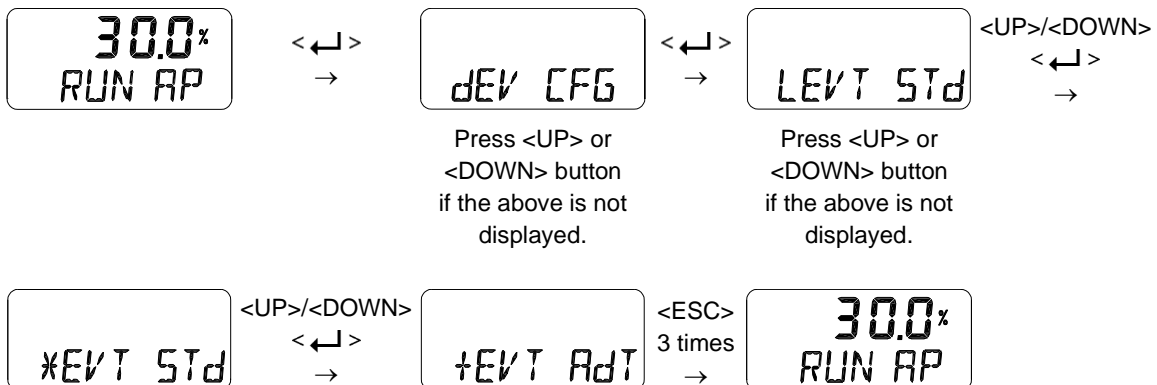 30.0%
RUN AP
< ↵ >
→
dEV CFG
Press <UP> or
<DOWN> button
if the above is not
displayed.
< ↵ >
→
LEVT STd
Press <UP> or
<DOWN> button
if the above is not
displayed.
<UP>/<DOWN>
< ↵ >
→
*EVT STd
<UP>/<DOWN>
< ↵ >
→
+EVT AdT
<ESC>
3 times
→
30.0%
RUN AP